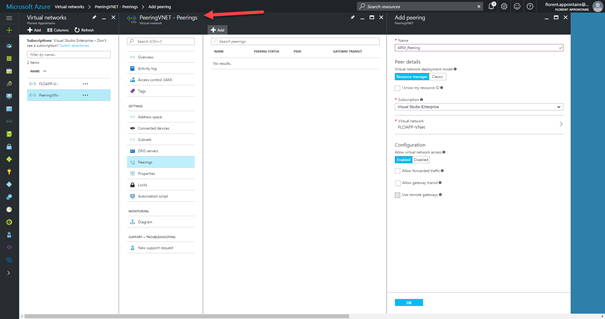 Microsoft Azure
Virtual networks > PeeringVNET - Peerings > Add peering
Search resources
florent.appointaire@...
FLORENT APPOINTAIRE
Virtual networks
Florent Appointaire
Add
Columns
Refresh
Subscriptions: Visual Studio Enterprise – Don't
see a subscription? Switch directories
Filter by name...
2 items
NAME
FLOAPP-V...
PeeringVN...
PeeringVNET - Peerings
Virtual network
Search (Ctrl+/)
Overview
Activity log
Access control (IAM)
Tags
SETTINGS
Address space
Connected devices
Subnets
DNS servers
Peerings
Properties
Locks
Automation script
MONITORING
Diagram
SUPPORT + TROUBLESHOOTING
New support request
Add
Search peerings
NAME
PEERING STATUS
PEER
GATEWAY TRANSIT
No results.
Add peering
PeeringVNET
* Name
ARM_Peering
Peer details
Virtual network deployment model
Resource manager
Classic
I know my resource ID
* Subscription
Visual Studio Enterprise
* Virtual network
FLOAPP-VNet
Configuration
Allow virtual network access
Enabled
Disabled
Allow forwarded traffic
Allow gateway transit
Use remote gateways
OK